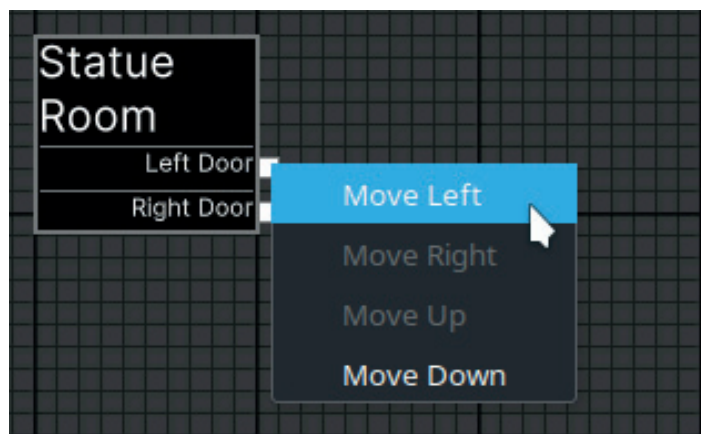 Statue
Room
Left Door
Right Door
Move Left
Move Right
Move Up
Move Down